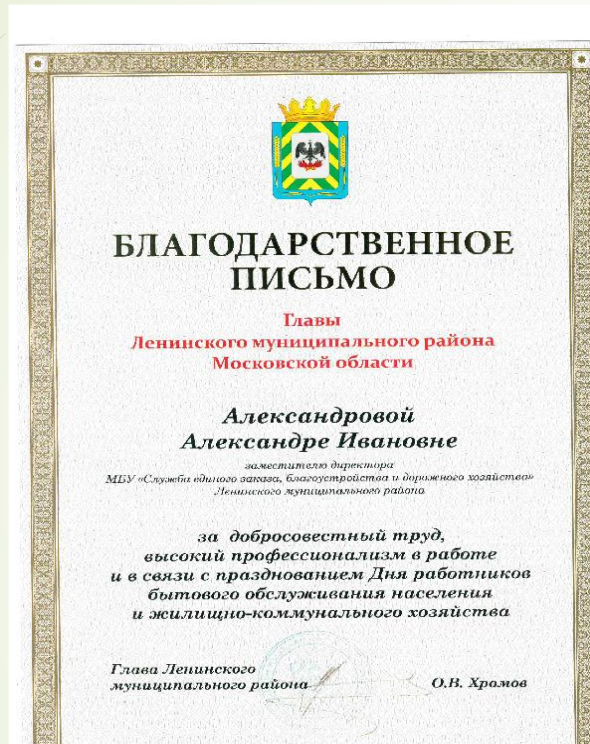 БЛАГОДАРСТВЕННОЕ
ПИСЬМО
Главы
Ленинского муниципального района
Московской области
Александровой
Александре Ивановне
заместителю директора
МБУ «Служба единого заказа, благоустройства и дорожного хозяйства»
Ленинского муниципального района
за добросовестный труд,
высокий профессионализм в работе
и в связи с празднованием Дня работников
бытового обслуживания населения
и жилищно-коммунального хозяйства
Глава Ленинского
муниципального района О.В. Хромов